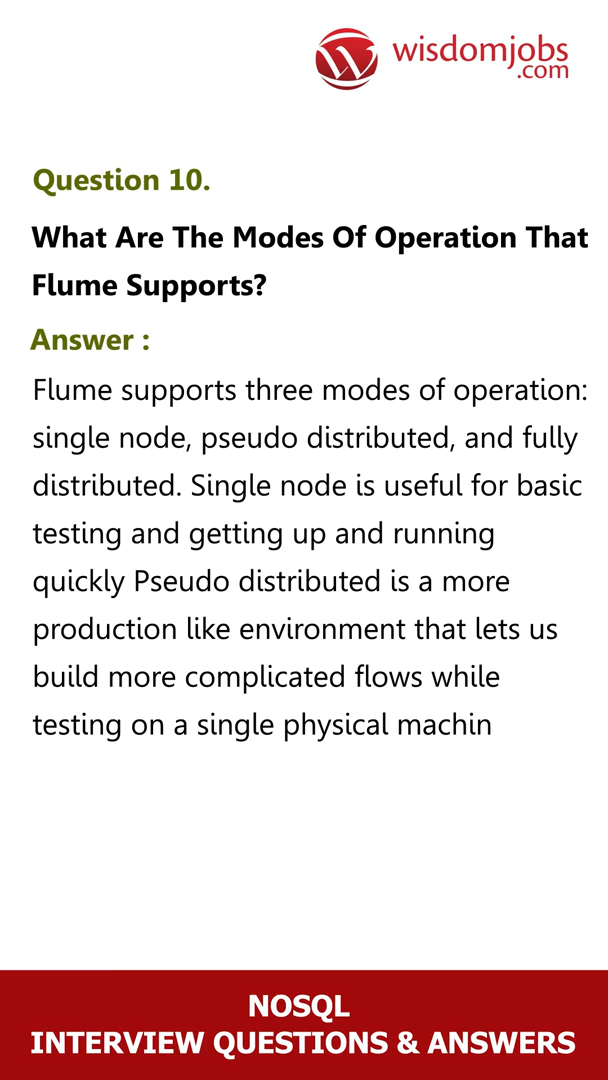 wisdomjobs
.com
Question 10.
What Are The Modes Of Operation That
Flume Supports?
Answer :
Flume supports three modes of operation:
single node, pseudo distributed, and fully
distributed. Single node is useful for basic
testing and getting up and running
quickly Pseudo distributed is a more
production like environment that lets us
build more complicated flows while
testing on a single physical machin
NOSQL
INTERVIEW QUESTIONS & ANSWERS